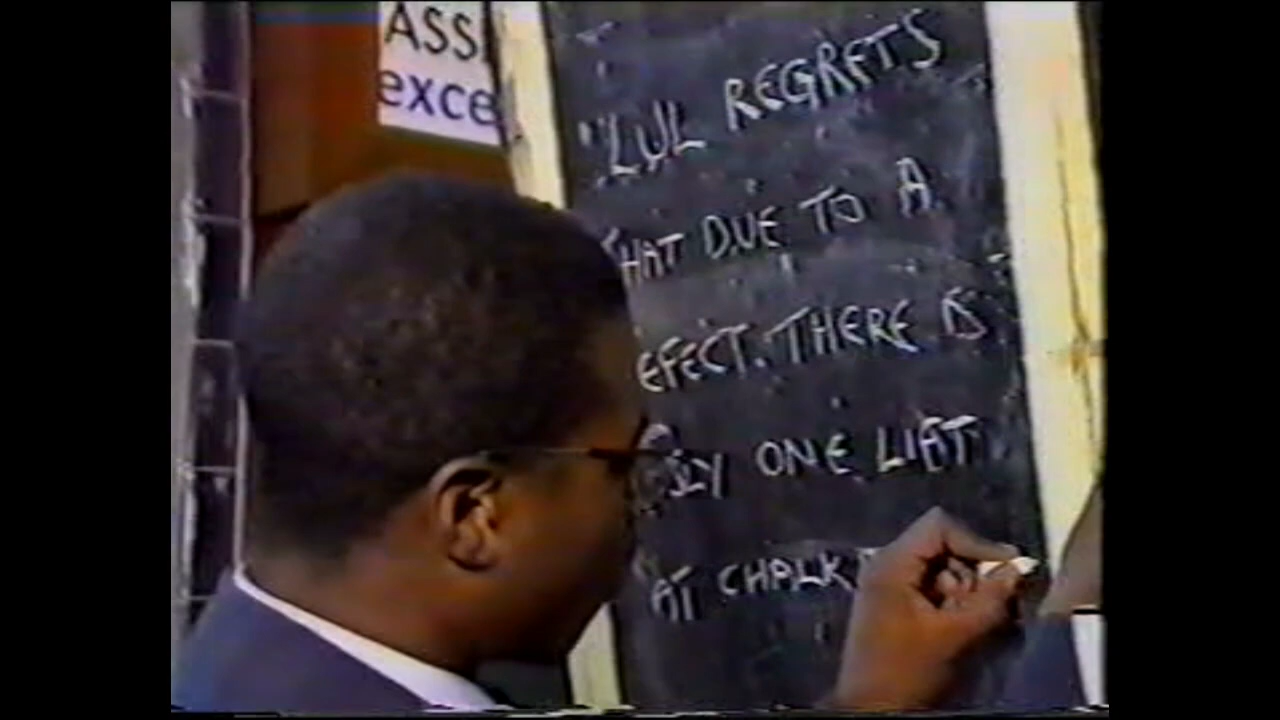 ASS
exce
"LUL REGRETS
THAT DUE TO A
EFECT. THERE IS
ONE LIFT
AT CHALK